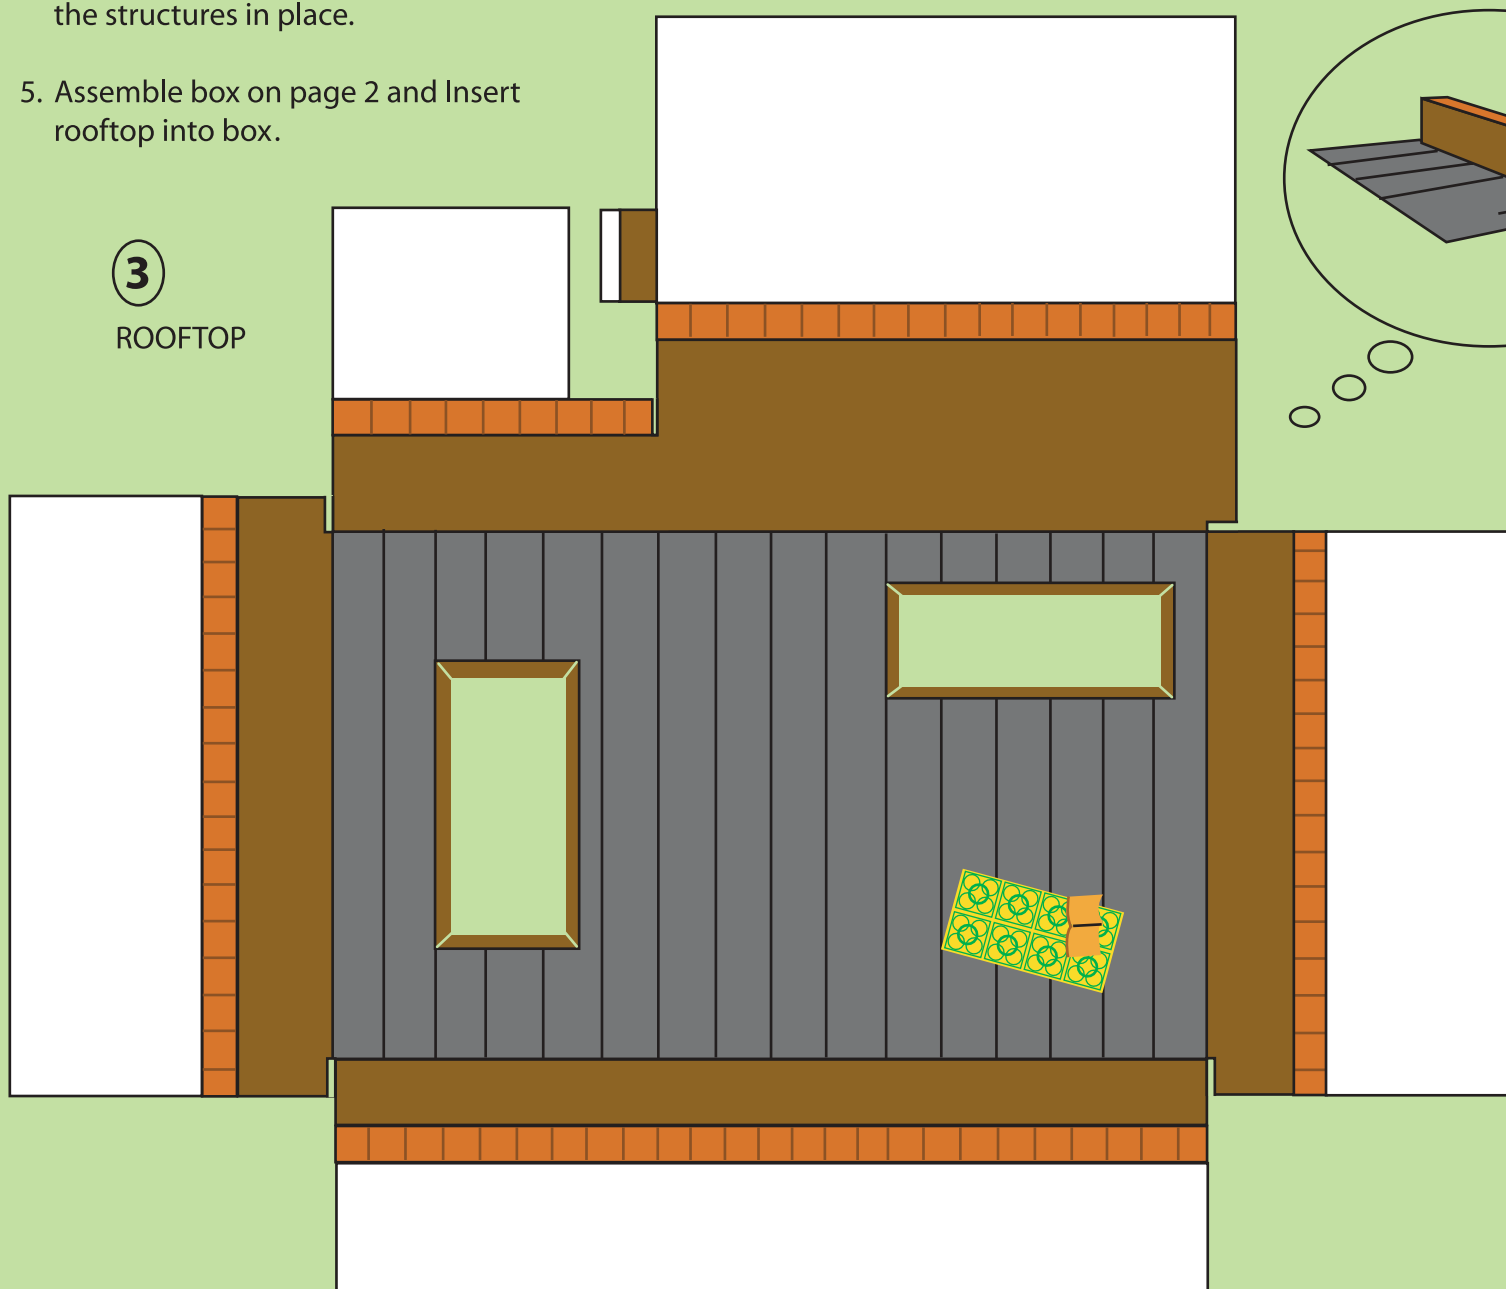 the structures in place.
5. Assemble box on page 2 and Insert
rooftop into box.
3
ROOFTOP